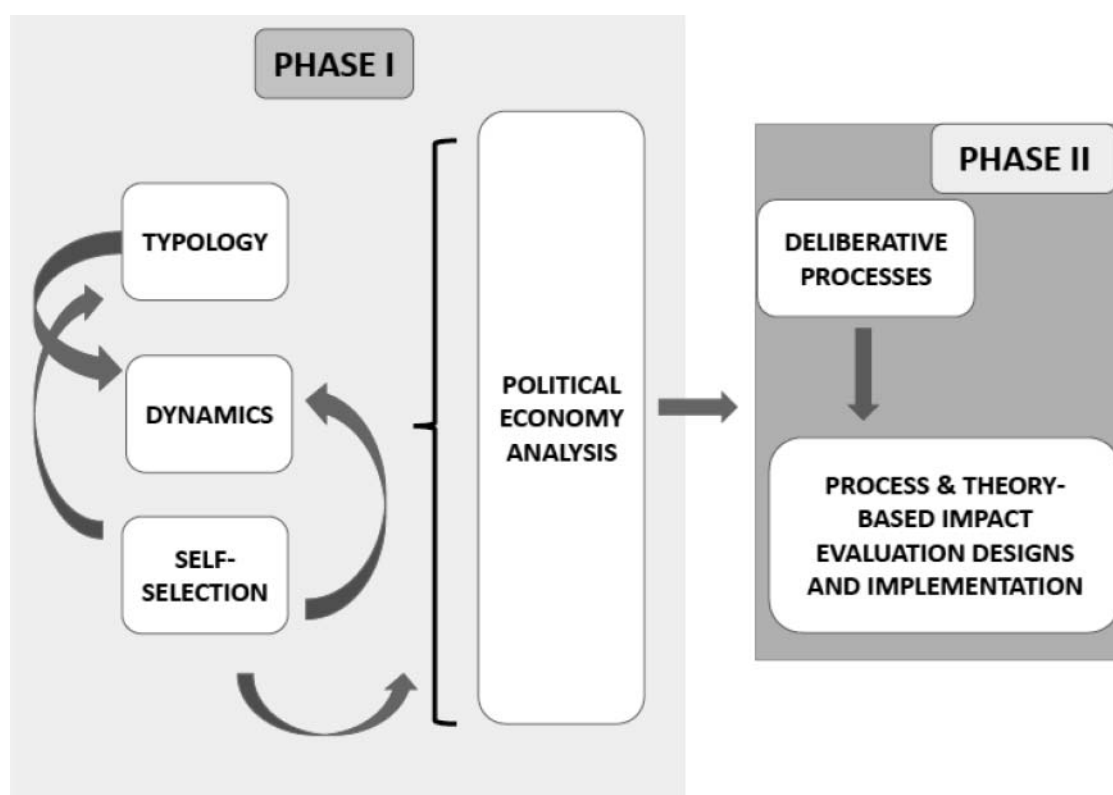 PHASE I
TYPOLOGY
DYNAMICS
SELF-
SELECTION
POLITICAL
ECONOMY
ANALYSIS
PHASE II
DELIBERATIVE
PROCESSES
PROCESS & THEORY-
BASED IMPACT
EVALUATION DESIGNS
AND IMPLEMENTATION